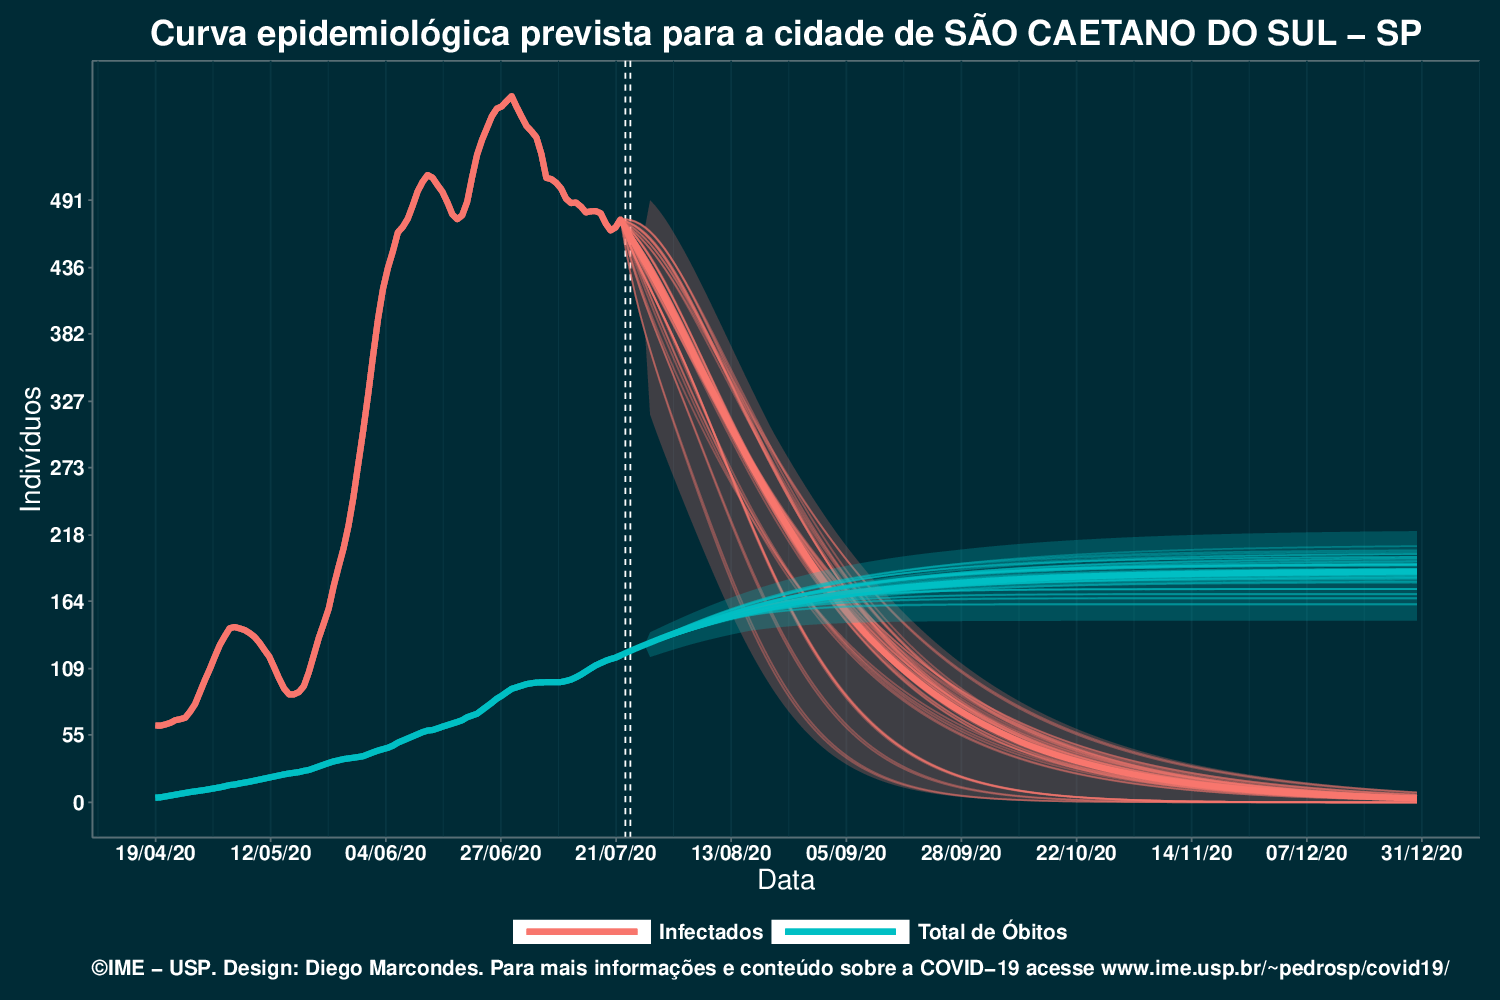 Curva epidemiológica prevista para a cidade de SÃO CAETANO DO SUL – SP
Indivíduos
491
436
382
327
273
218
164
109
55
0
19/04/20 12/05/20 04/06/20 27/06/20 21/07/20 13/08/20 05/09/20 28/09/20 22/10/20 14/11/20 07/12/20 31/12/20
Data
Infectados Total de Óbitos
©IME – USP. Design: Diego Marcondes. Para mais informações e conteúdo sobre a COVID–19 acesse www.ime.usp.br/~pedrosp/covid19/